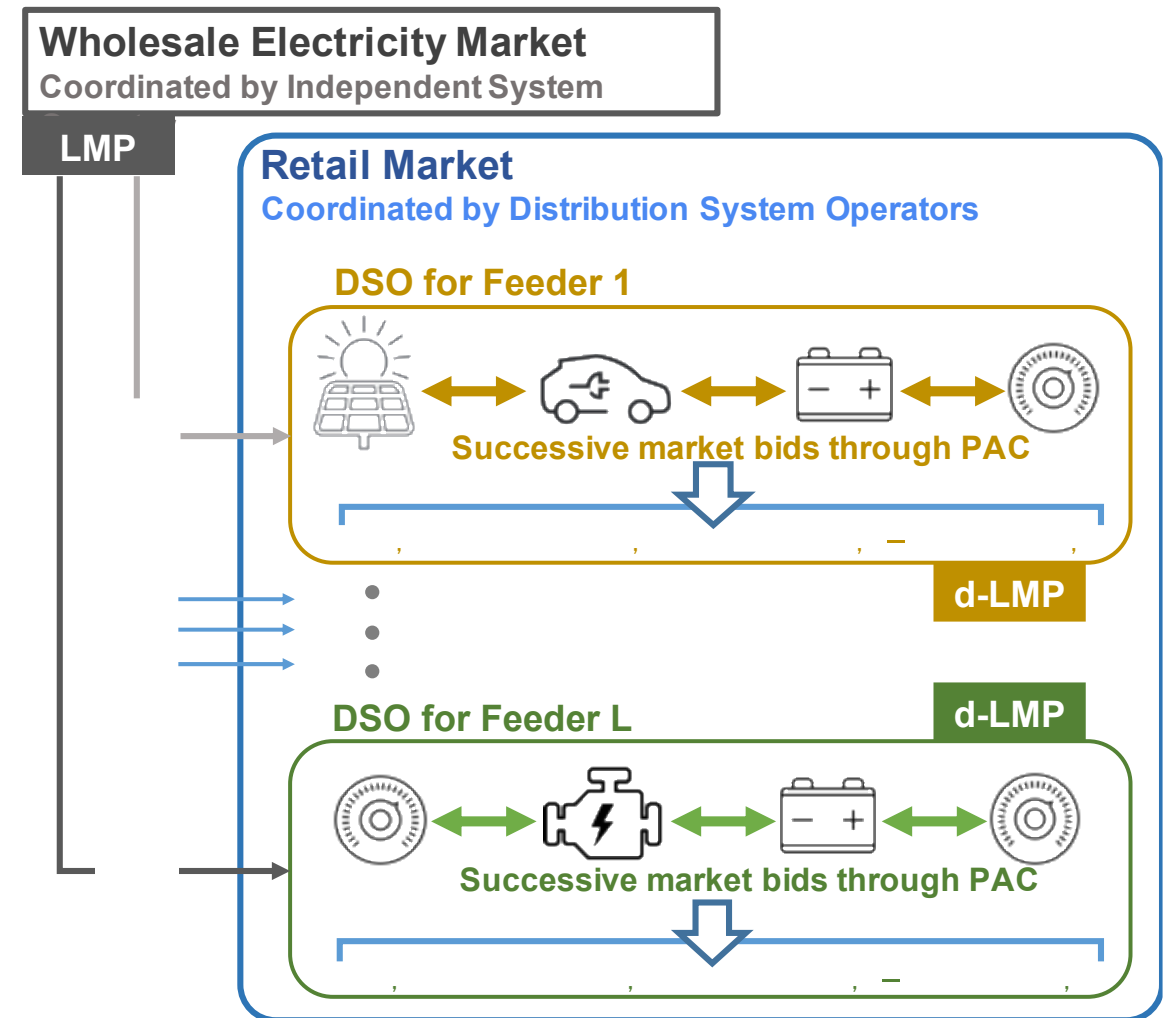 Wholesale Electricity Market
Coordinated by Independent System
LMP
Retail Market
Coordinated by Distribution System Operators
DSO for Feeder 1
− +
Successive market bids through PAC
, , , − ,
d-LMP
d-LMP
DSO for Feeder L
− +
Successive market bids through PAC
, , , − ,